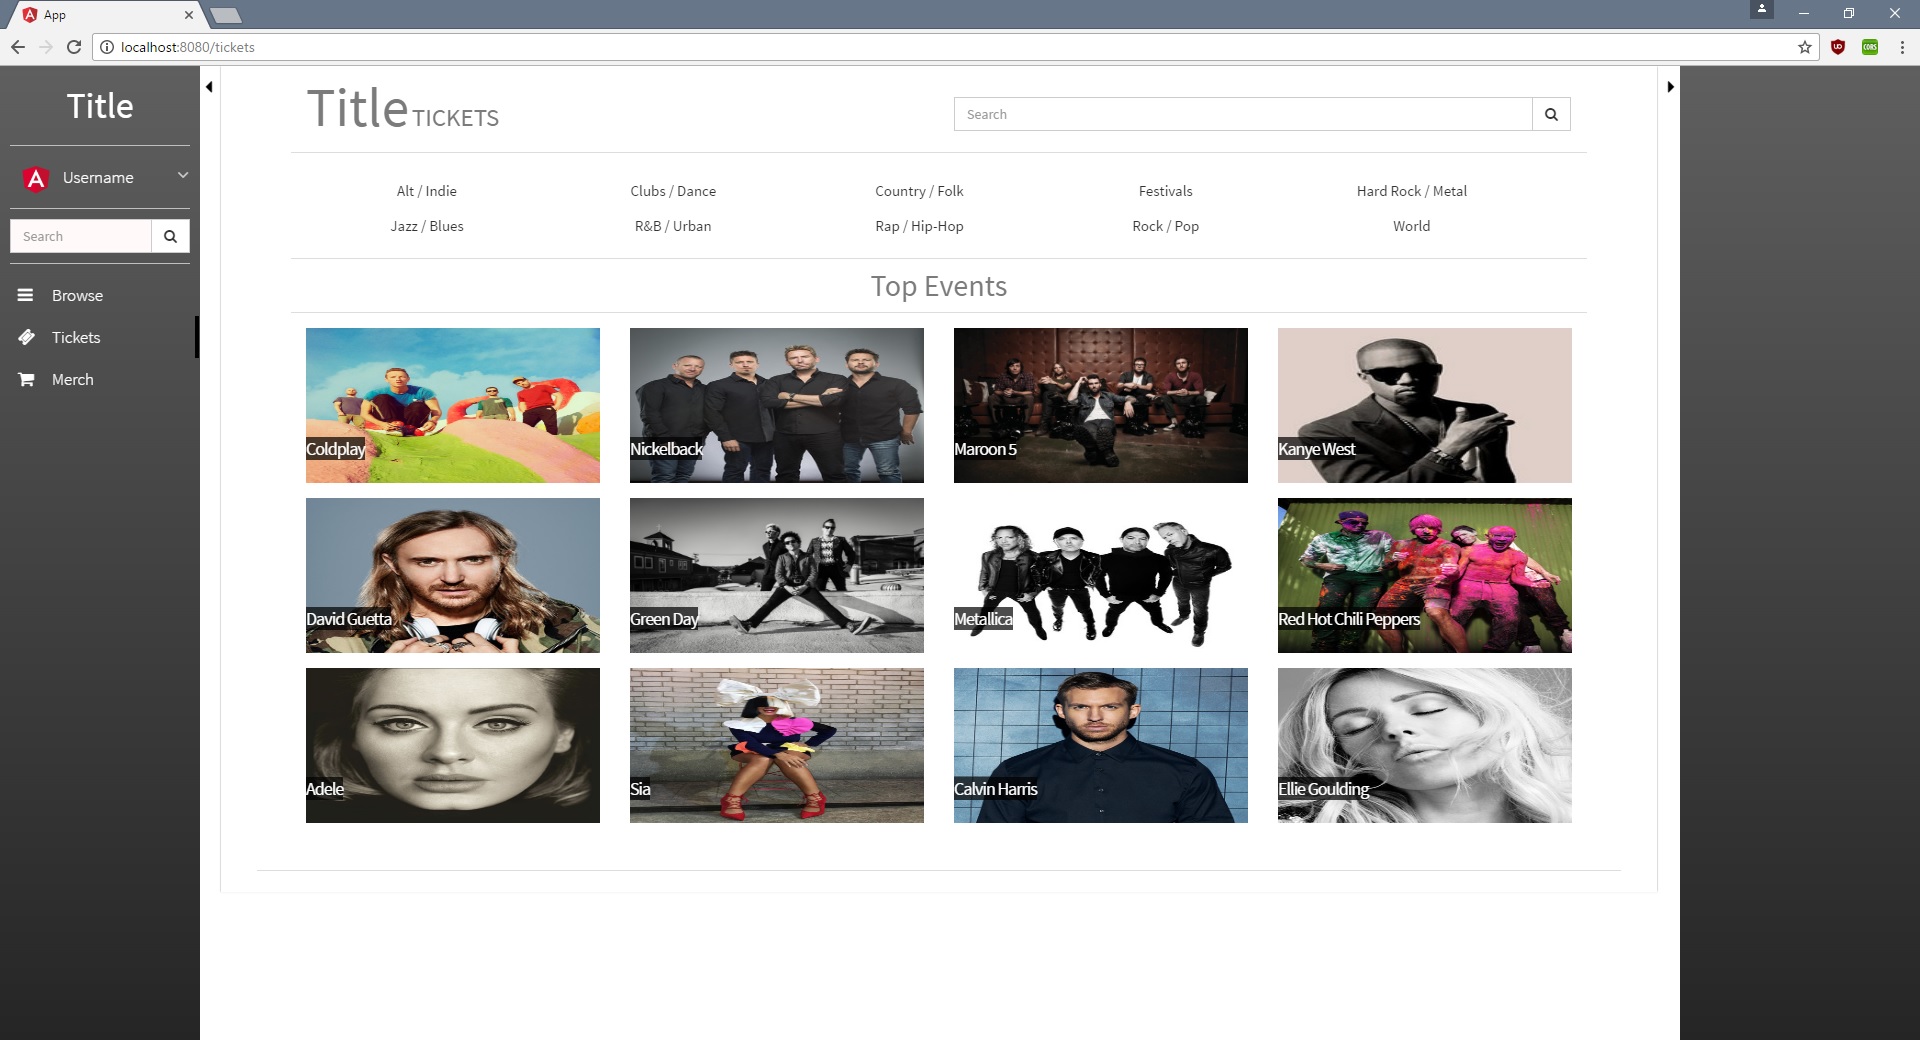 App
localhost:8080/tickets
Title
Username
Search
Browse
Tickets
Merch
Title TICKETS
Search
Alt / Indie
Clubs / Dance
Country / Folk
Festivals
Hard Rock / Metal
Jazz / Blues
R&B / Urban
Rap / Hip-Hop
Rock / Pop
World
Top Events
Coldplay
Nickelback
Maroon 5
Kanye West
David Guetta
Green Day
Metallica
Red Hot Chili Peppers
Adele
Sia
Calvin Harris
Ellie Goulding